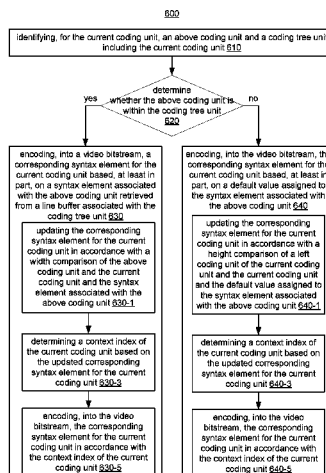 600
identifying, for the current coding unit, an above coding unit and a coding tree unit
including the current coding unit 610
determine
whether the above coding unit is
within the coding tree unit
620
yes
no
encoding, into a video bitstream, a
corresponding syntax element for the
current coding unit based, at least in
part, on a syntax element associated
with the above coding unit retrieved
from a line buffer associated with the
coding tree unit 630
updating the corresponding
syntax element for the current
coding unit in accordance with a
width comparison of the above
coding unit and the current
coding unit and the syntax
element associated with the
above coding unit 630-1
determining a context index of
the current coding unit based on
the updated corresponding
syntax element for the current
coding unit 630-3
encoding, into the video
bitstream, the corresponding
syntax element for the current
coding unit in accordance with
the context index of the current
coding unit 630-5
encoding, into the video bitstream, the
corresponding syntax element for the
current coding unit based, at least in
part, on a default value assigned to
the syntax element associated with
the above coding unit 640
updating the corresponding
syntax element for the current
coding unit in accordance with a
height comparison of a left
coding unit of the current coding
unit and the current coding unit
and the default value assigned to
the syntax element associated
with the above coding unit 640-1
determining a context index of
the current coding unit based on
the updated corresponding
syntax element for the current
coding unit 640-3
encoding, into the video
bitstream, the corresponding
syntax element for the current
coding unit in accordance with
the context index of the current
coding unit 640-5